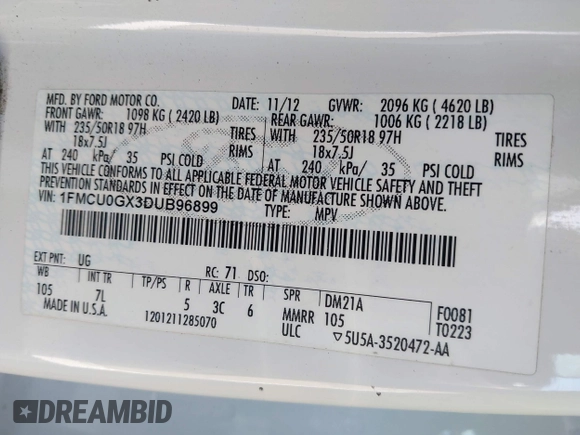 MFD. BY FORD MOTOR CO. DATE: 11/12 GVWR: 2096 KG ( 4620 LB)
FRONT GAWR: 1098 KG ( 2420 LB) REAR GAWR: 1006 KG ( 2218 LB)
WITH 235/50R18 97H TIRES WITH 235/50R18 97H TIRES
18x7.5J RIMS 18x7.5J RIMS
AT 240 kPa/ 35 PSI COLD AT 240 kPa/ 35 PSI COLD
THIS VEHICLE CONFORMS TO ALL APPLICABLE FEDERAL MOTOR VEHICLE SAFETY AND THEFT
PREVENTION STANDARDS IN EFFECT ON THE DATE OF MANUFACTURE SHOWN ABOVE.
VIN: 1FMCU0GX3DUB96899 TYPE: MPV
EXT PNT: UG RC: 71 DSO:
WB INT TR TP/PS R AXLE TR SPR DM21A F0081
105 7L 5 3C 6 MMRR 105 T0223
MADE IN U.S.A. 1201211285070 ULC ▽5U5A-3520472-AA
DREAMBID